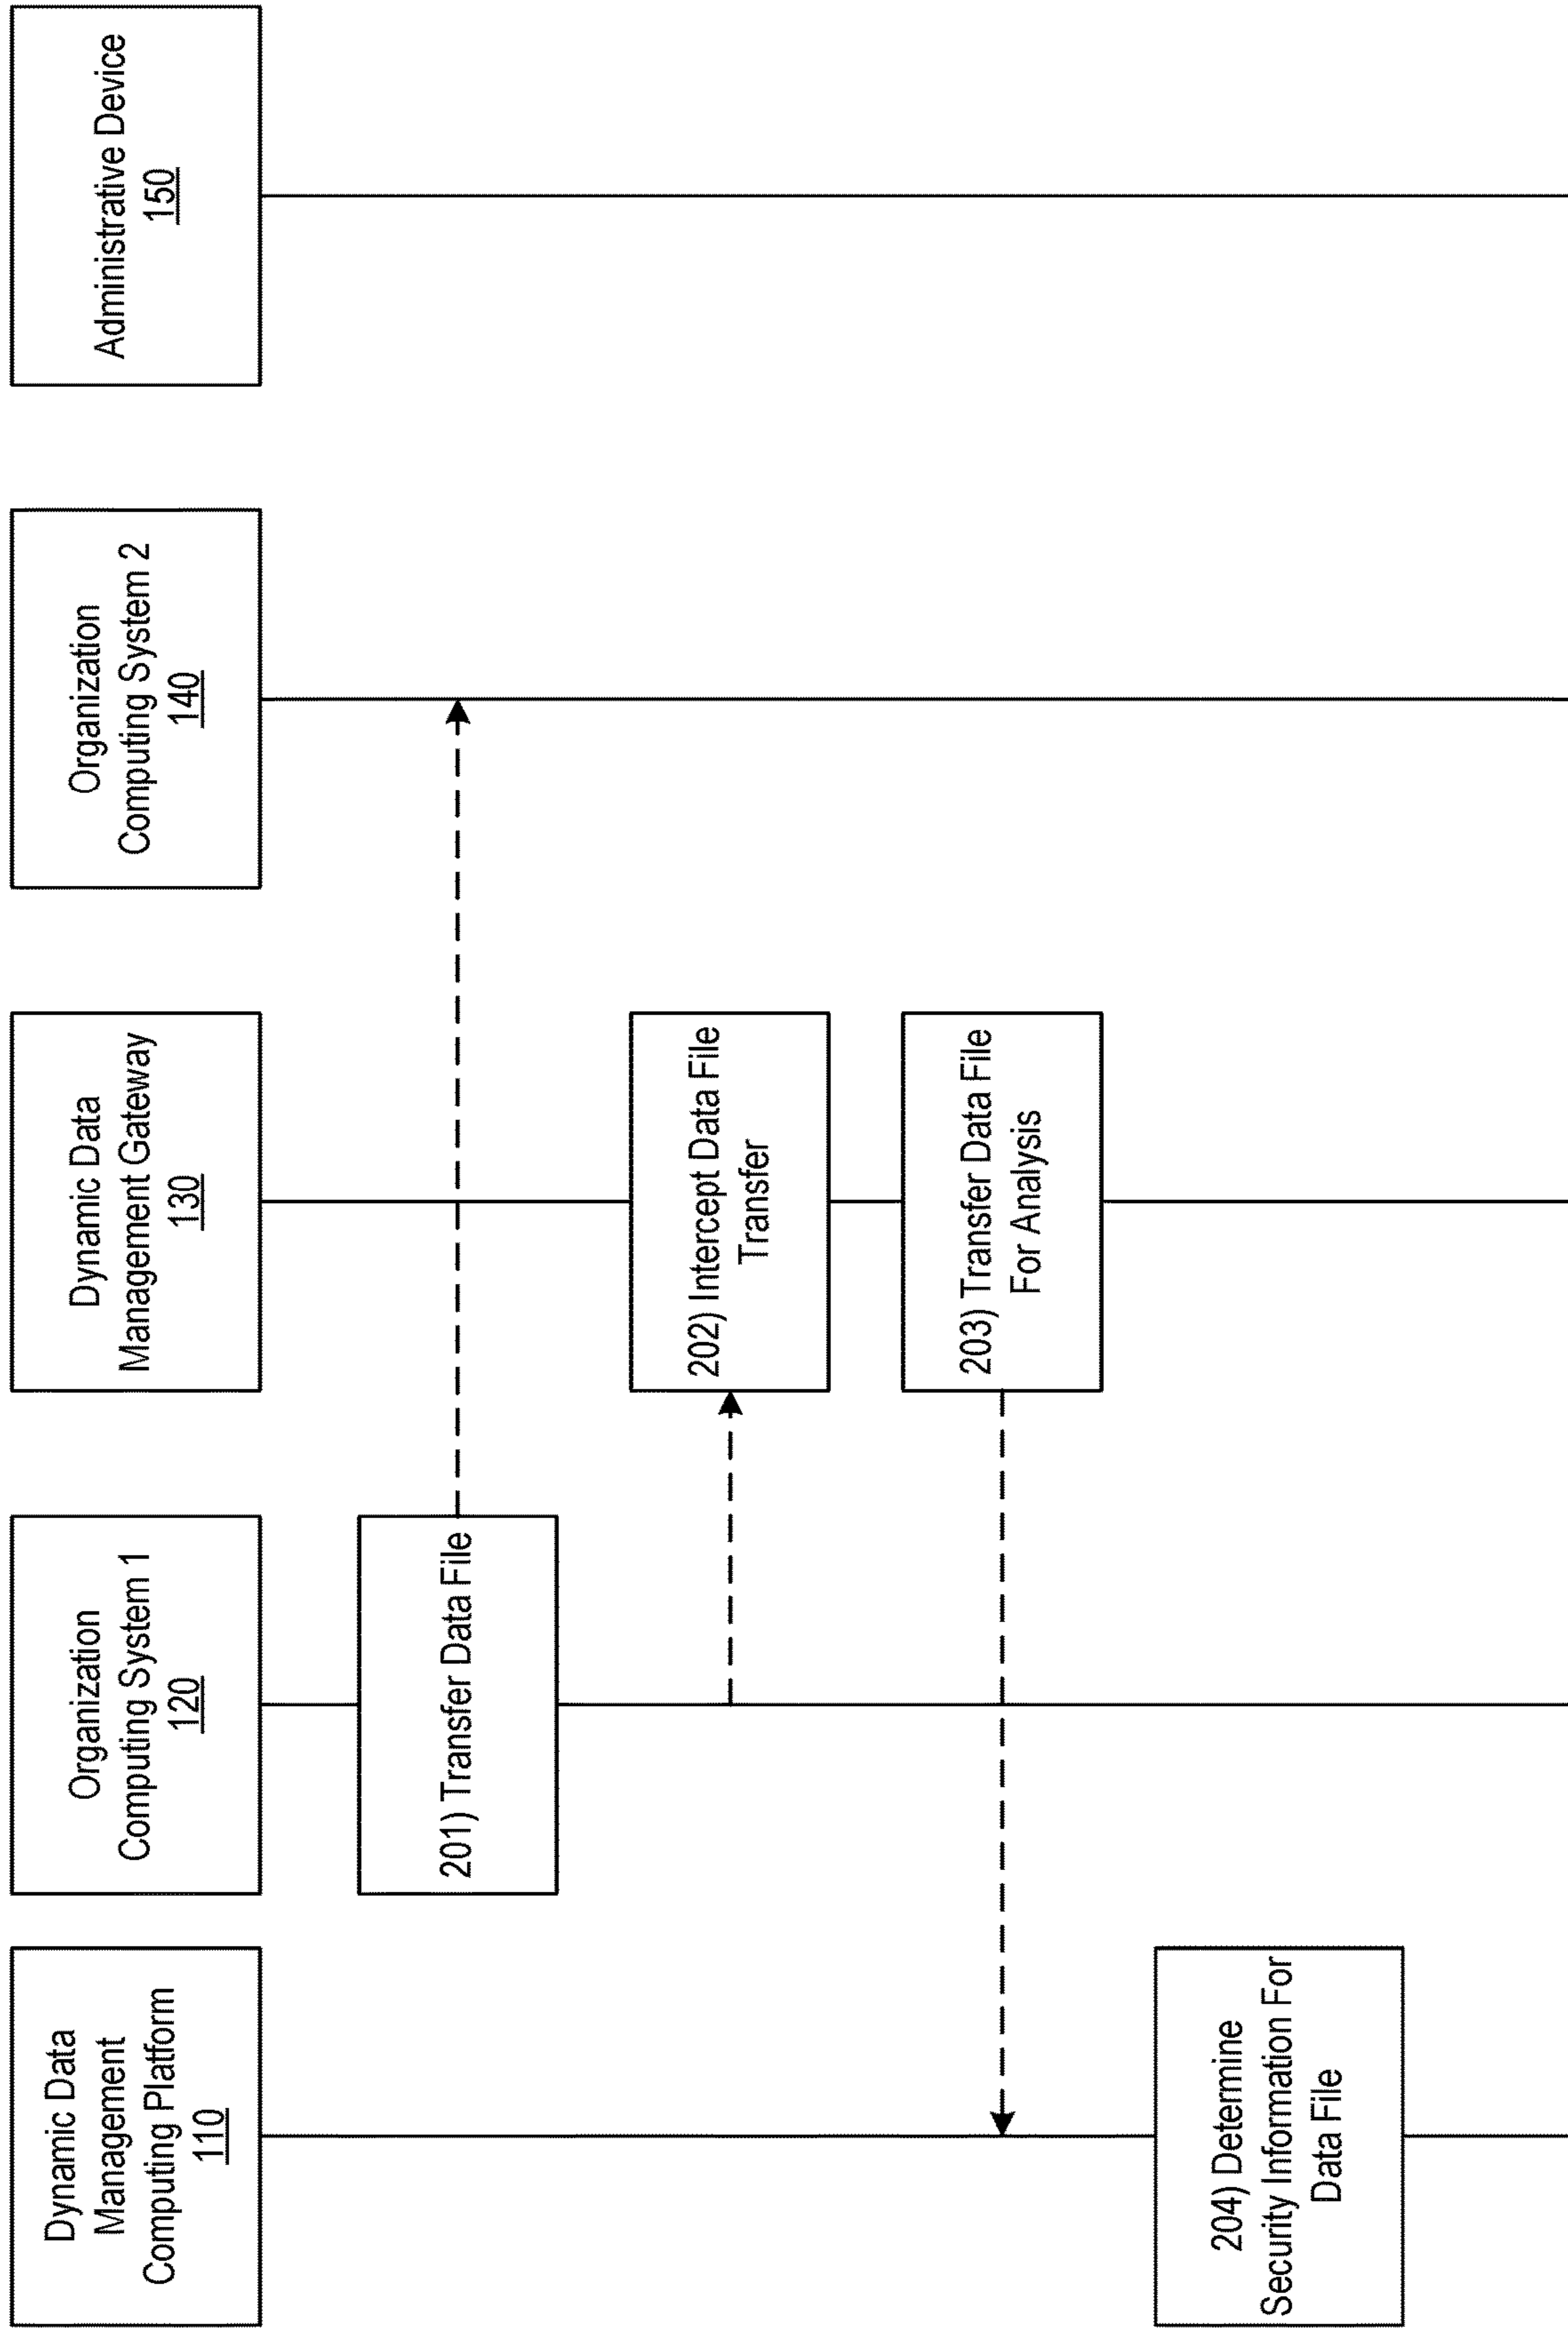 Dynamic Data
Management
Computing Platform
110
Organization
Computing System 1
120
Dynamic Data
Management Gateway
130
Organization
Computing System 2
140
Administrative Device
150
201) Transfer Data File
202) Intercept Data File
Transfer
203) Transfer Data File
For Analysis
204) Determine
Security Information For
Data File